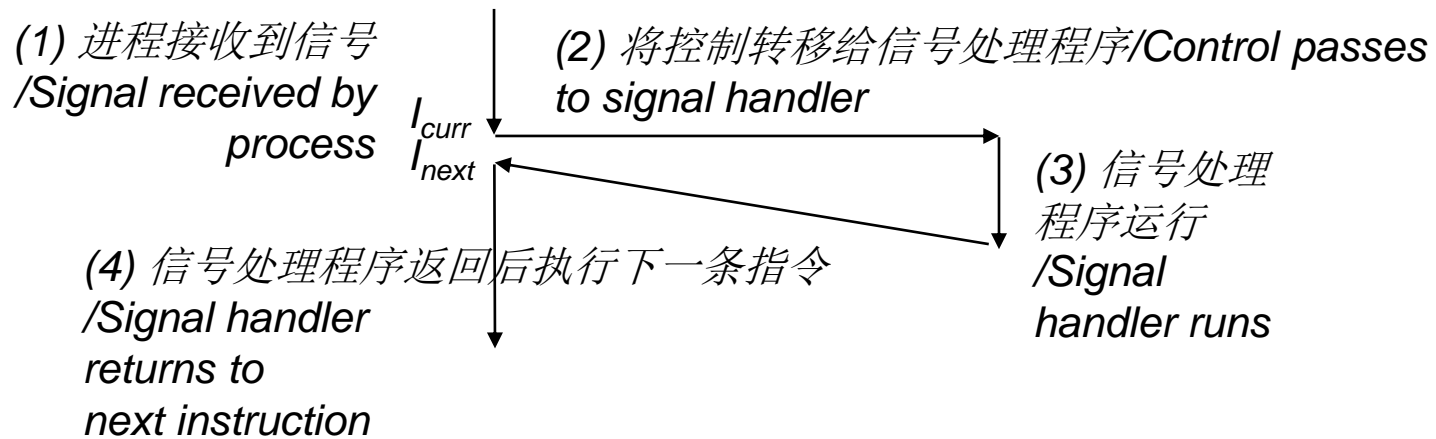 (1) 进程接收到信号
/Signal received by
process
(2) 将控制转移给信号处理程序/Control passes
to signal handler
Icurr
Inext
(3) 信号处理
程序运行
/Signal
handler runs
(4) 信号处理程序返回后执行下一条指令
/Signal handler
returns to
next instruction